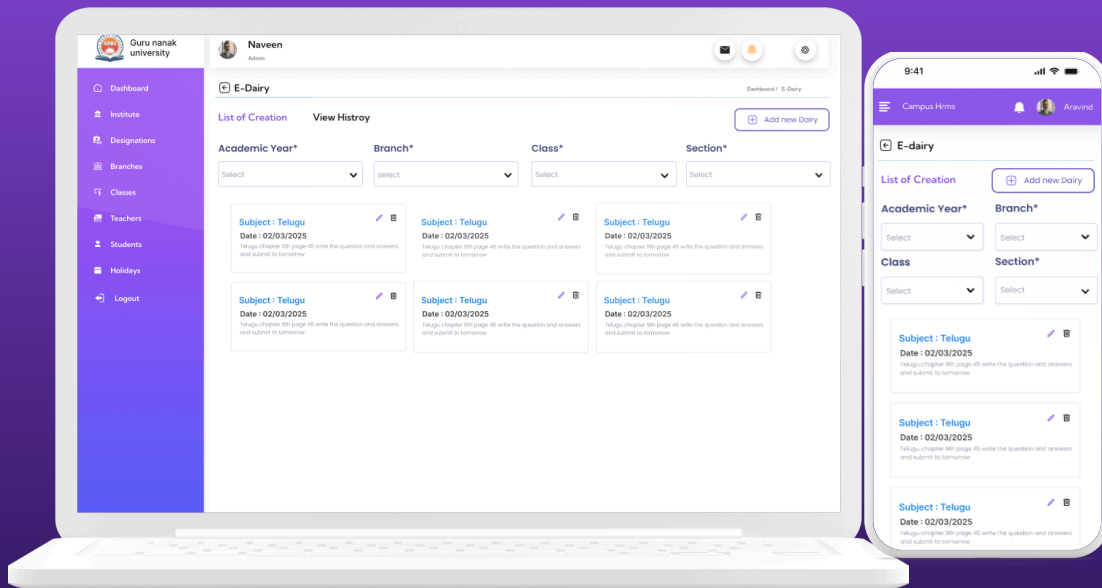 GNU
Guru nanak
university
Naveen
Admin
Dashboard
Institute
Designations
Branches
Classes
Teachers
Students
Holidays
Logout
E-Dairy
Dashboard / E-Dairy
List of Creation
View Histroy
Add new Dairy
Academic Year*
Branch*
Class*
Section*
Select
select
Select
Select
Subject : Telugu
Date : 02/03/2025
Telugu chapter 9th page 45 write the question and answers
and submit to tomorrow
Subject : Telugu
Date : 02/03/2025
Telugu chapter 9th page 45 write the question and answers
and submit to tomorrow
Subject : Telugu
Date : 02/03/2025
Telugu chapter 9th page 45 write the question and answers
and submit to tomorrow
Subject : Telugu
Date : 02/03/2025
Telugu chapter 9th page 45 write the question and answers
and submit to tomorrow
Subject : Telugu
Date : 02/03/2025
Telugu chapter 9th page 45 write the question and answers
and submit to tomorrow
Subject : Telugu
Date : 02/03/2025
Telugu chapter 9th page 45 write the question and answers
and submit to tomorrow
9:41
Campus Hrms
Aravind
E-dairy
List of Creation
Add new Dairy
Academic Year*
Branch*
Select
Select
Class
Section*
Select
Select
Subject : Telugu
Date : 02/03/2025
Telugu chapter 9th page 45 write the question and answers
and submit to tomorrow
Subject : Telugu
Date : 02/03/2025
Telugu chapter 9th page 45 write the question and answers
and submit to tomorrow
Subject : Telugu
Date : 02/03/2025
Telugu chapter 9th page 45 write the question and answers
and submit to tomorrow